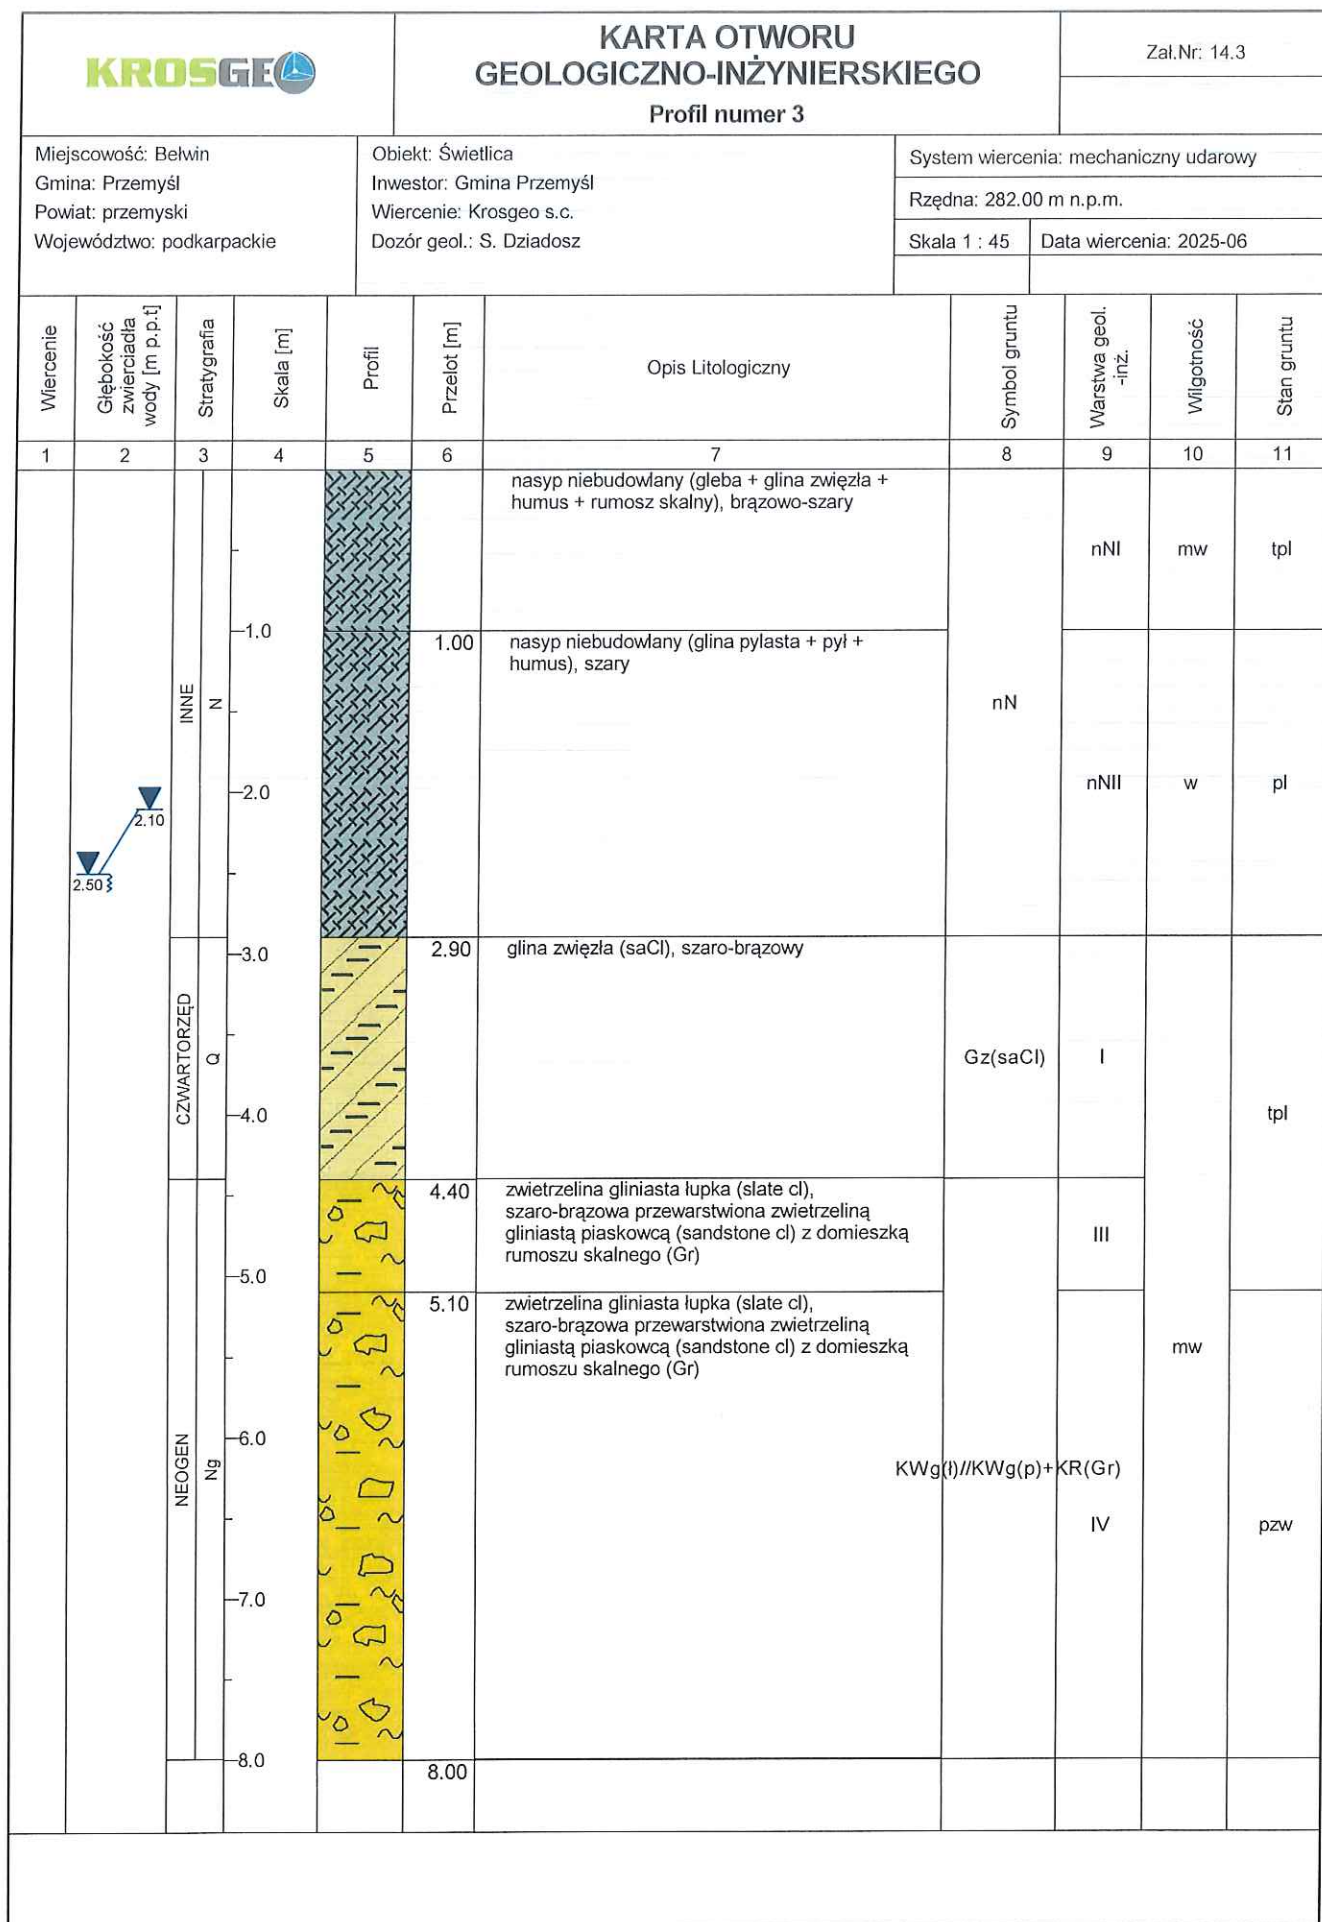 KROSGEO
KARTA OTWORU
GEOLOGICZNO-INŻYNIERSKIEGO
Profil numer 3
Zał.Nr: 14.3
Miejscowość: Bełwin
Gmina: Przemyśl
Powiat: przemyski
Województwo: podkarpackie
Obiekt: Świetlica
Inwestor: Gmina Przemyśl
Wiercenie: Krosgeo s.c.
Dozór geol.: S. Dziadosz
System wiercenia: mechaniczny udarowy
Rzędna: 282.00 m n.p.m.
Skala 1 : 45
Data wiercenia: 2025-06
Wiercenie
Głębokość
zwierciadła
wody [m p.p.t]
Stratygrafia
Skala [m]
Profil
Przelot [m]
Opis Litologiczny
Symbol gruntu
Warstwa geol.
-inż.
Wilgotność
Stan gruntu
1 2 3 4 5 6 7 8 9 10 11
nasyp niebudowlany (gleba + glina zwięzła +
humus + rumosz skalny), brązowo-szary
nNI mw tpl
1.0
1.00
nasyp niebudowlany (glina pylasta + pył +
humus), szary
INNE
N
nN
2.0
nNII w pl
2.10
2.50
2.90
glina zwięzła (saCl), szaro-brązowy
3.0
CZWARTORZĘD
Q
Gz(saCl) I
4.0
tpl
4.40
zwietrzelina gliniasta łupka (slate cl),
szaro-brązowa przewarstwiona zwietrzeliną
gliniastą piaskowcą (sandstone cl) z domieszką
rumoszu skalnego (Gr)
III
5.0
5.10
zwietrzelina gliniasta łupka (slate cl),
szaro-brązowa przewarstwiona zwietrzeliną
gliniastą piaskowcą (sandstone cl) z domieszką
rumoszu skalnego (Gr)
mw
6.0
NEOGEN
Ng
KWg(ł)//KWg(p)+KR(Gr)
IV pzw
7.0
8.0
8.00